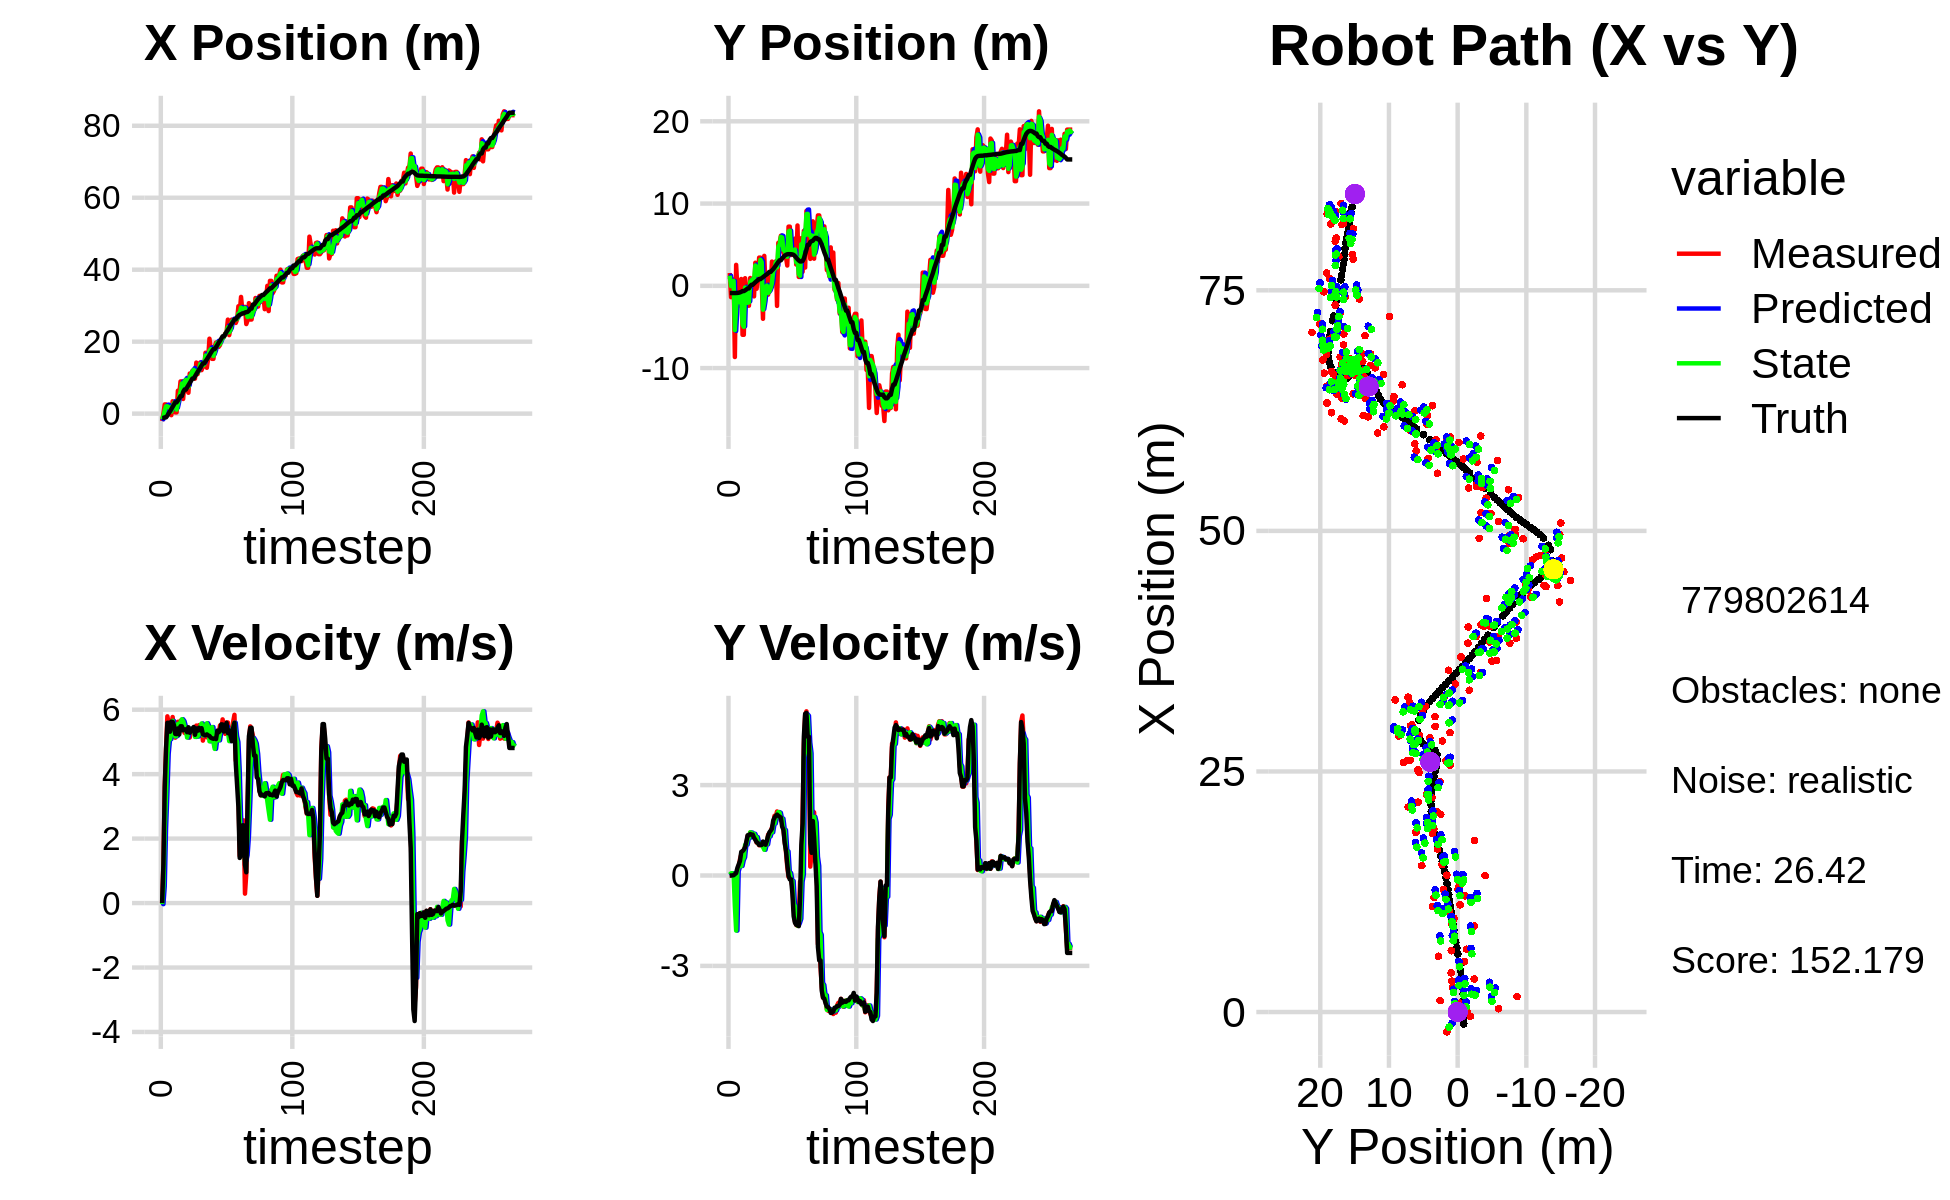 X Position (m)
80
60
40
20
0
0
100
200
timestep
Y Position (m)
20
10
0
-10
0
100
200
timestep
X Velocity (m/s)
6
4
2
0
-2
-4
0
100
200
timestep
Y Velocity (m/s)
3
0
-3
0
100
200
timestep
Robot Path (X vs Y)
X Position (m)
75
50
25
0
20 10 0 -10 -20
Y Position (m)
variable
Measured
Predicted
State
Truth
779802614
Obstacles: none
Noise: realistic
Time: 26.42
Score: 152.179